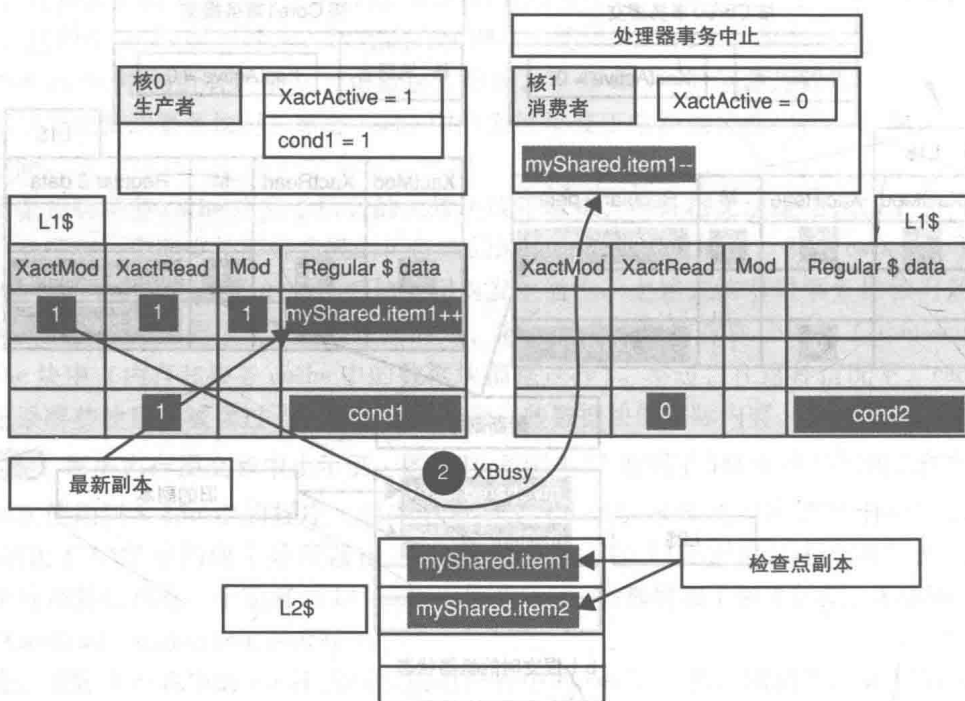 处理器事务中止
核0
生产者
XactActive = 1
cond1 = 1
核1
消费者
XactActive = 0
myShared.item1--
L1$
XactMod XactRead Mod Regular $ data
1 1 1 myShared.item1++
1 cond1
L1$
XactMod XactRead Mod Regular $ data
0 cond2
最新副本
2 XBusy
L2$
myShared.item1
myShared.item2
检查点副本